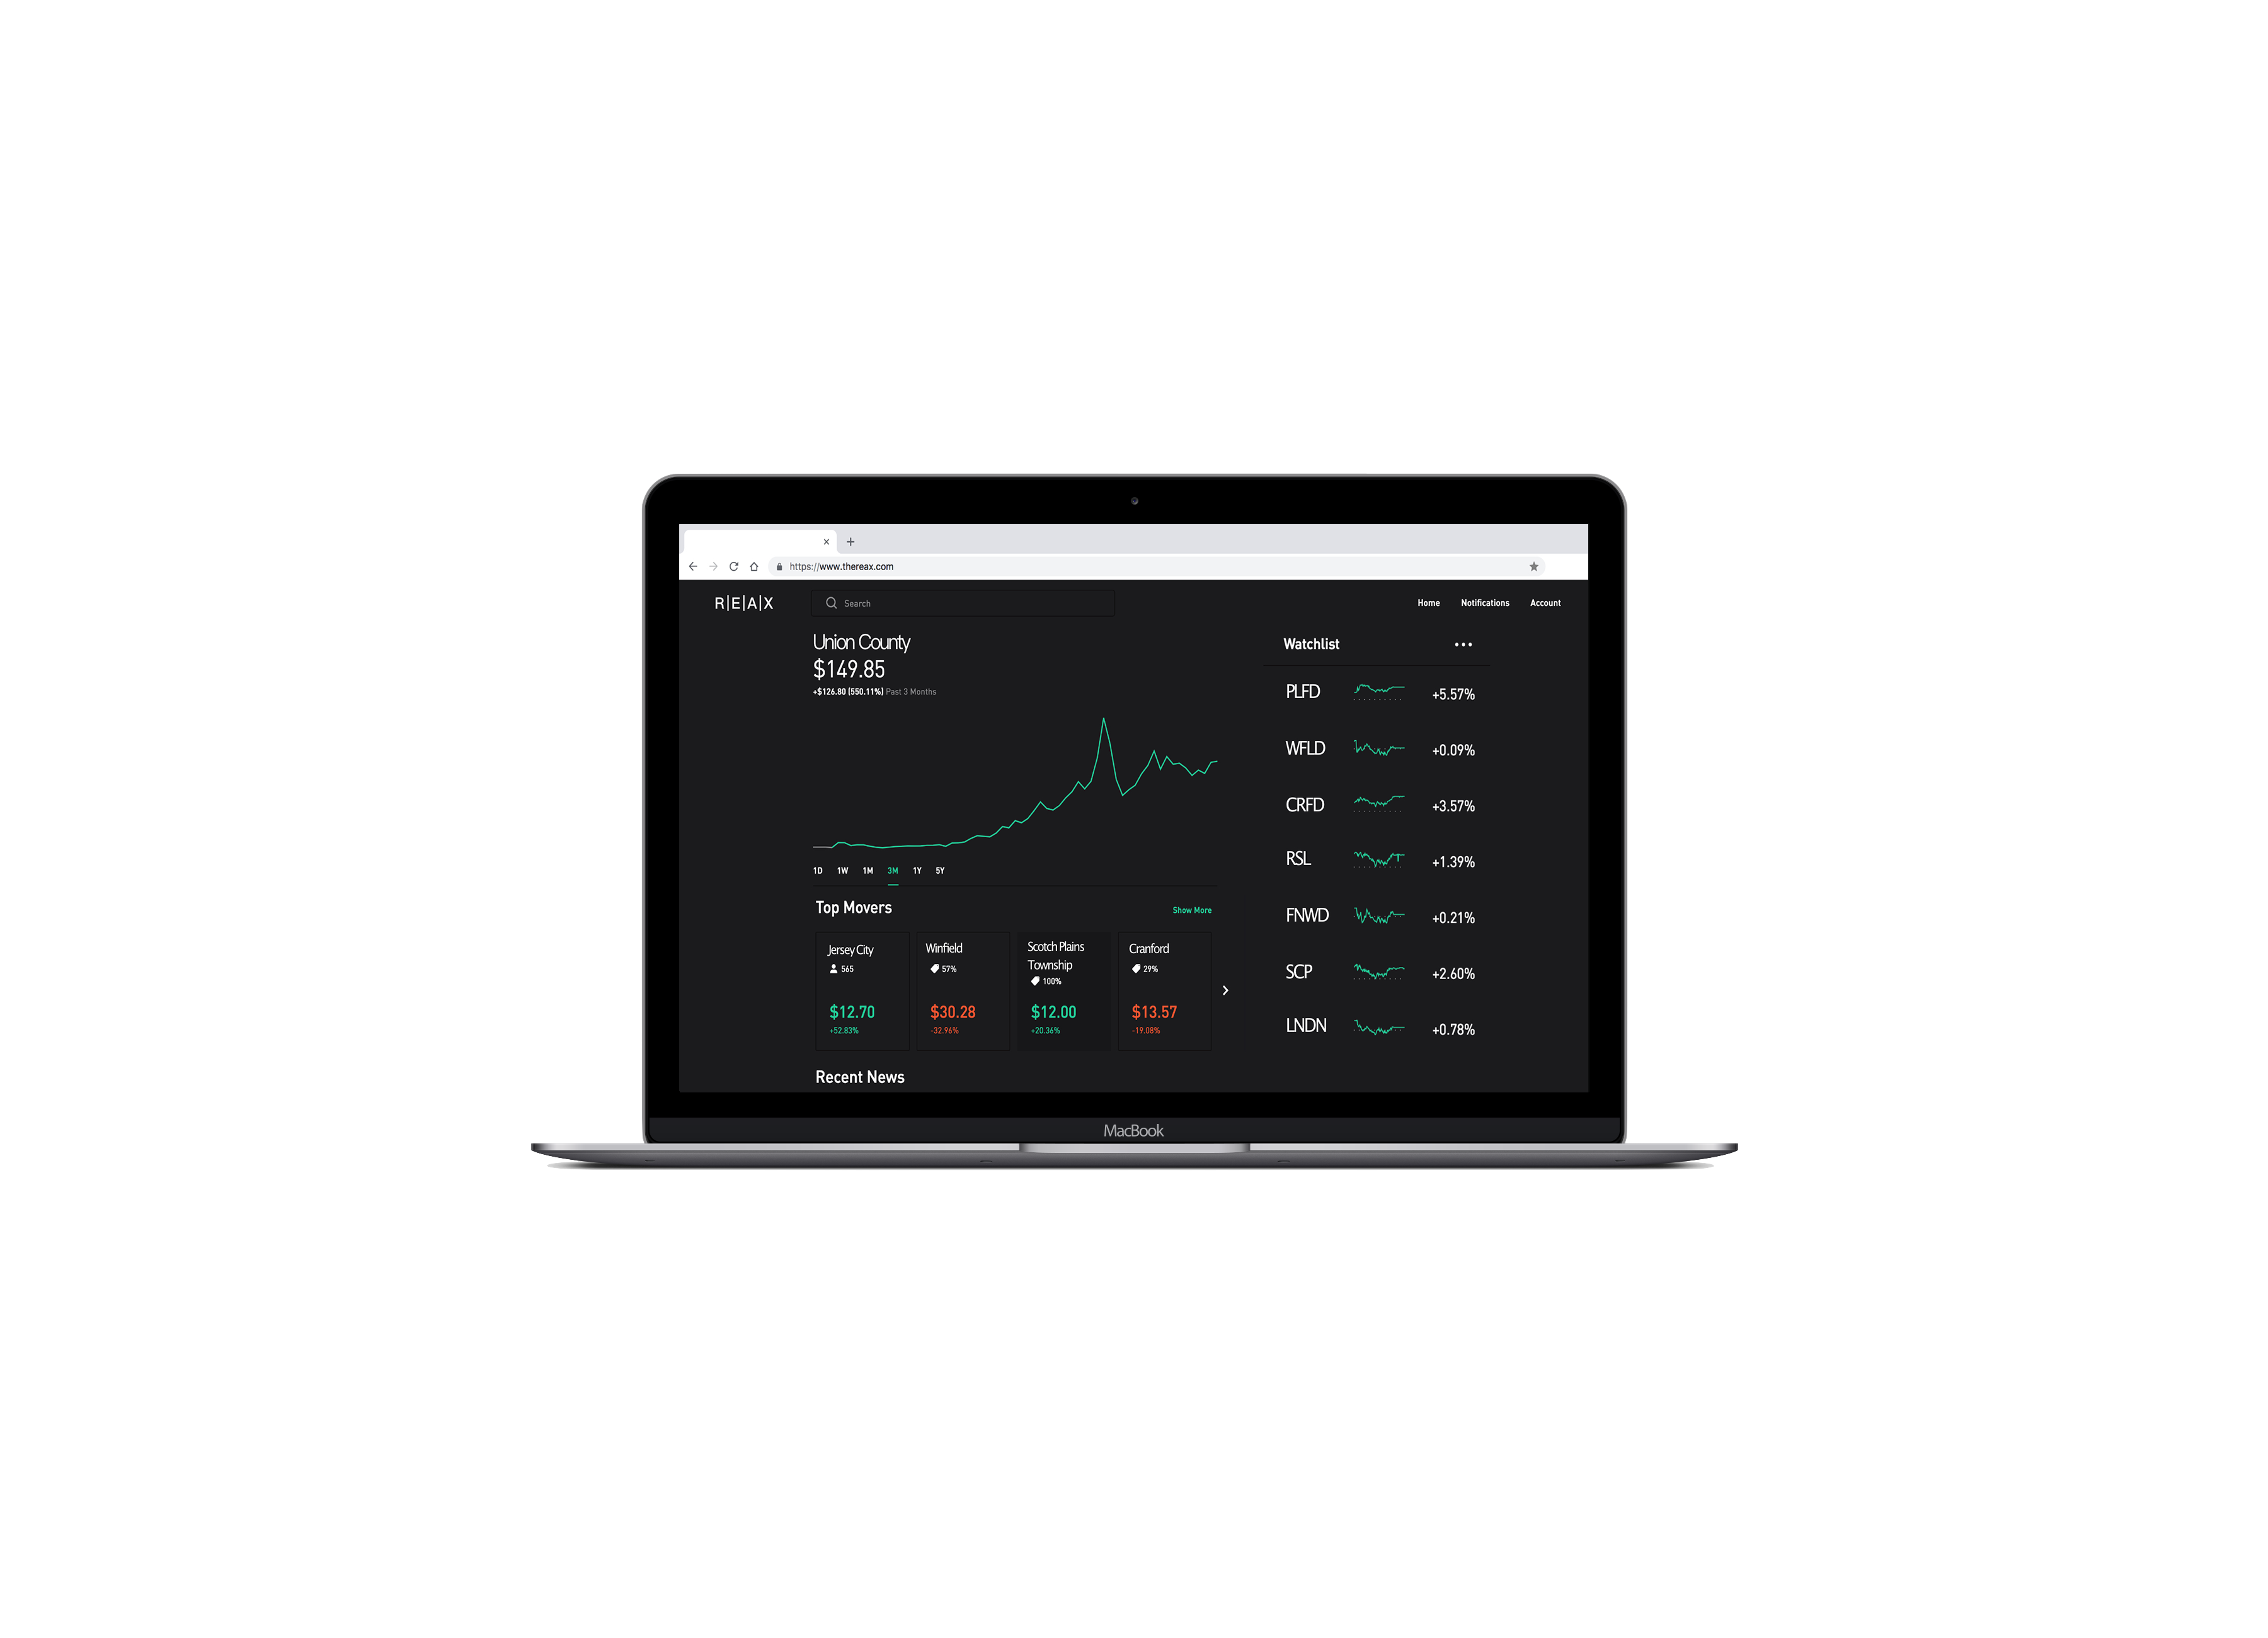 https://www.thereax.com
R|E|A|X
Search
Home
Notifications
Account
Union County
$149.85
+$126.80 (550.11%) Past 3 Months
1D
1W
1M
3M
1Y
5Y
Top Movers
Show More
Jersey City
565
$12.70
+52.83%
Winfield
57%
$30.28
-32.96%
Scotch Plains
Township
100%
$12.00
+20.36%
Cranford
29%
$13.57
-19.08%
Recent News
Watchlist
PLFD
+5.57%
WFLD
+0.09%
CRFD
+3.57%
RSL
+1.39%
FNWD
+0.21%
SCP
+2.60%
LNDN
+0.78%
MacBook